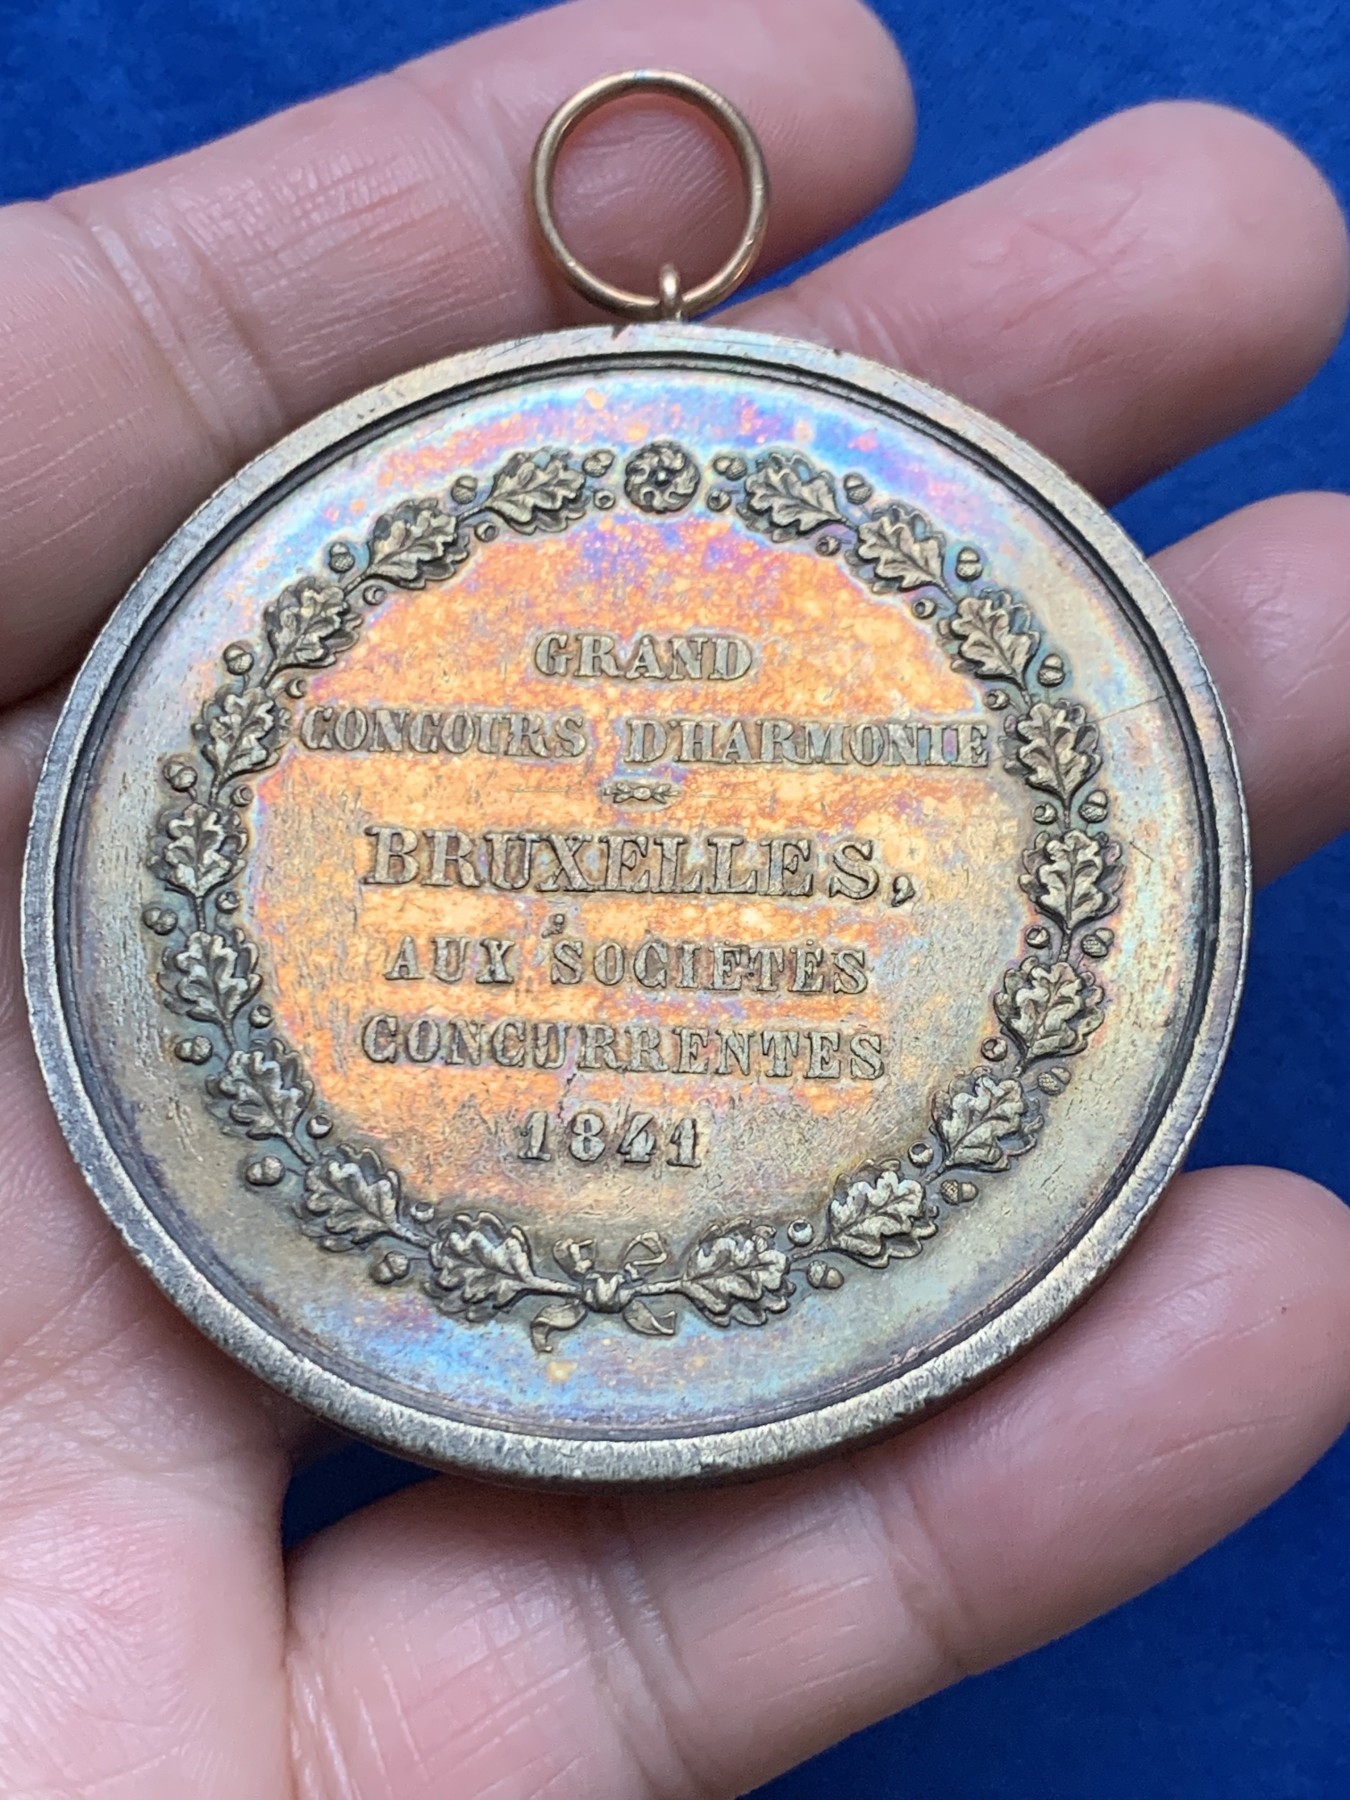 GRAND
CONCOURS D'HARMONIE
BRUXELLES,
AUX SOCIÉTÉS
CONCURRENTES
1841